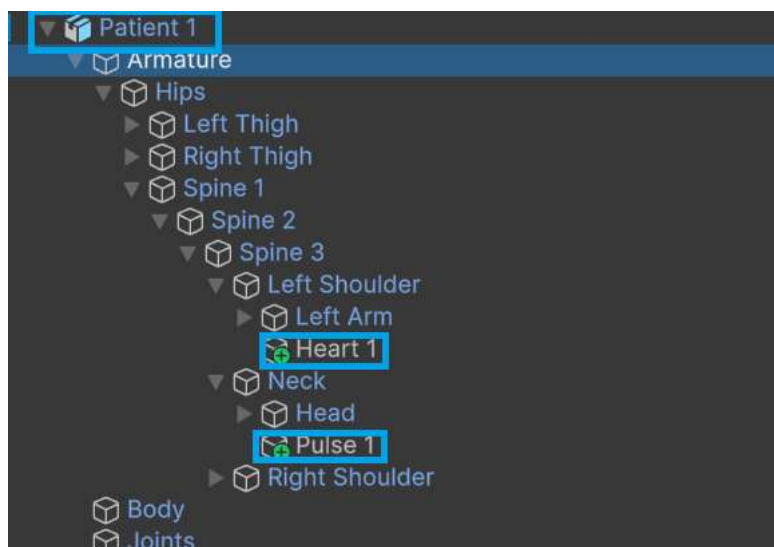 Patient 1
Armature
Hips
Left Thigh
Right Thigh
Spine 1
Spine 2
Spine 3
Left Shoulder
Left Arm
Heart 1
Neck
Head
Pulse 1
Right Shoulder
Body
Joints